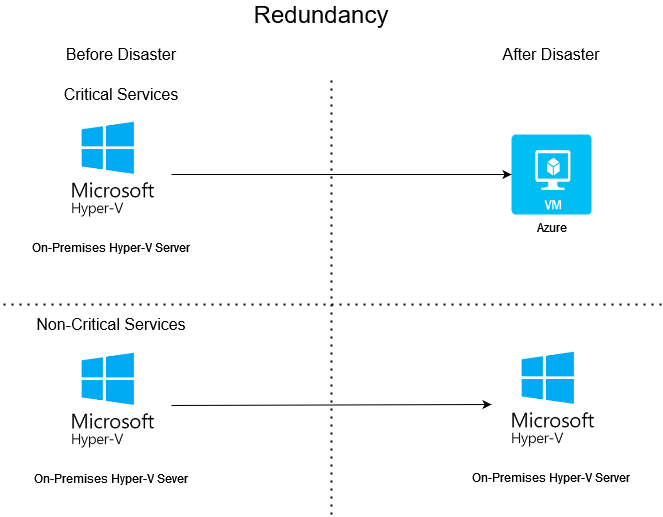 Redundancy
Before Disaster
After Disaster
Critical Services
Microsoft
Hyper-V
On-Premises Hyper-V Server
VM
Azure
Non-Critical Services
Microsoft
Hyper-V
On-Premises Hyper-V Sever
Microsoft
Hyper-V
On-Premises Hyper-V Server